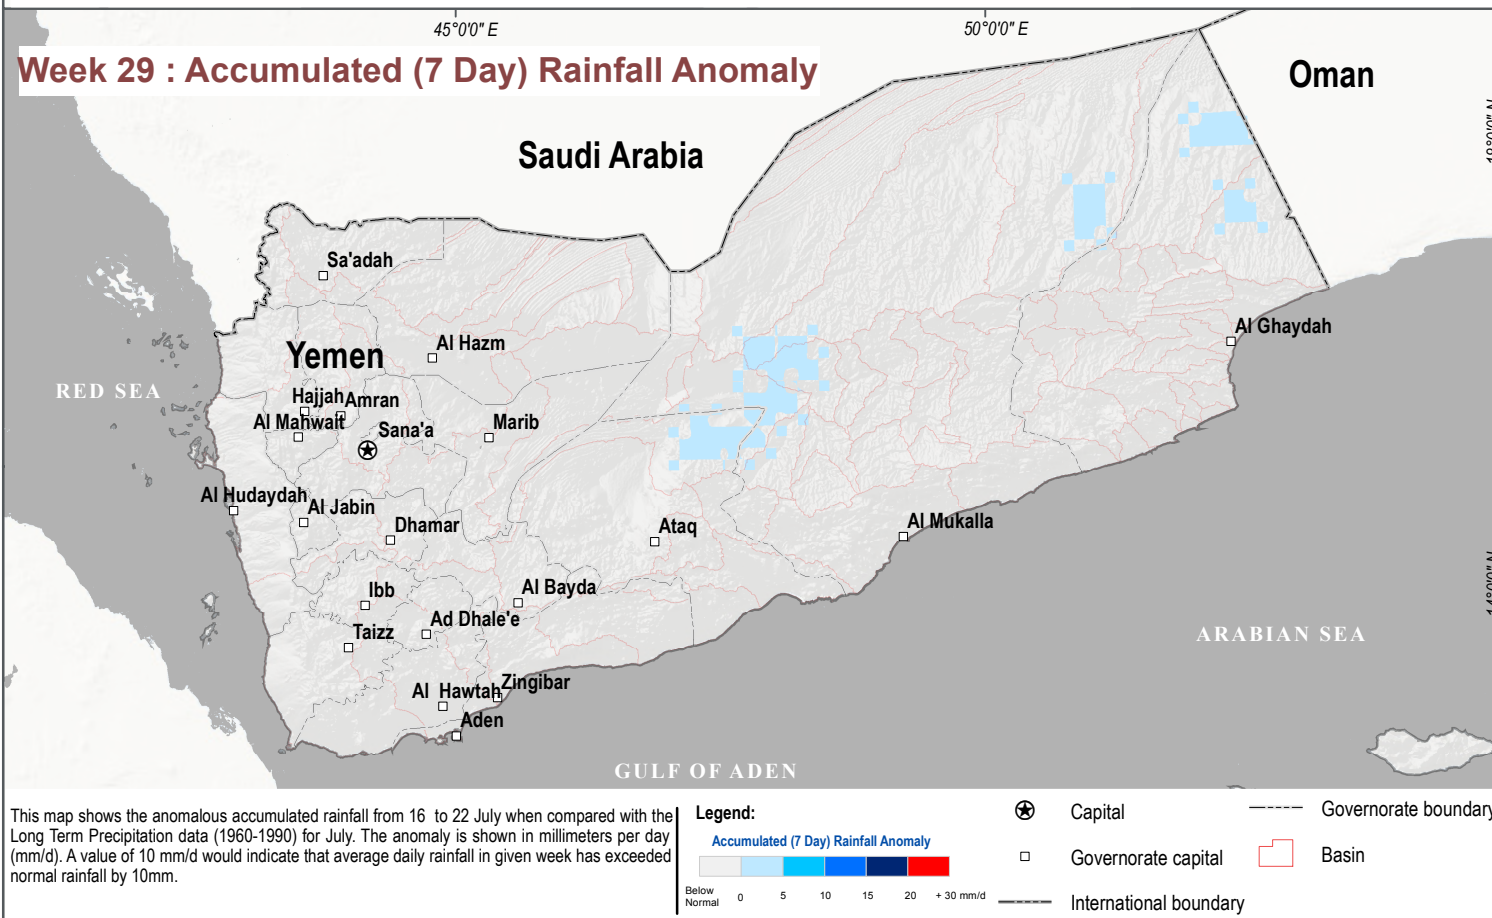 45°0'0" E
50°0'0" E
Week 29 : Accumulated (7 Day) Rainfall Anomaly
Oman
Saudi Arabia
Sa'adah
Al Ghaydah
Al Hazm
Yemen
RED SEA
Hajjah
Amran
Al Mahwait
Sana'a
Marib
Al Hudaydah
Al Jabin
Dhamar
Ataq
Al Mukalla
Ibb
Al Bayda
Ad Dhale'e
Taizz
ARABIAN SEA
Zingibar
Al Hawtah
Aden
GULF OF ADEN
This map shows the anomalous accumulated rainfall from 16 to 22 July when compared with the
Long Term Precipitation data (1960-1990) for July. The anomaly is shown in millimeters per day
(mm/d). A value of 10 mm/d would indicate that average daily rainfall in given week has exceeded
normal rainfall by 10mm.
Legend:
Accumulated (7 Day) Rainfall Anomaly
Below
Normal
0 5 10 15 20 + 30 mm/d
Capital
Governorate capital
International boundary
Governorate boundary
Basin